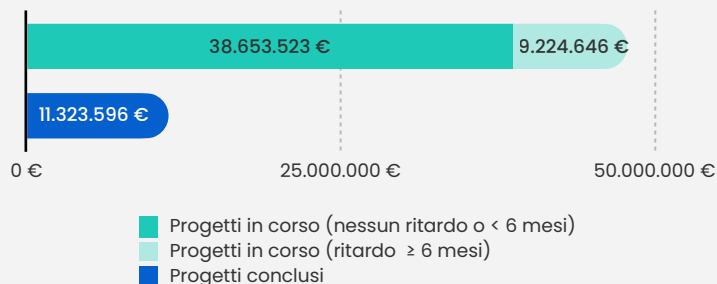 38.653.523 € 9.224.646 €
11.323.596 €
0 € 25.000.000 € 50.000.000 €
Progetti in corso (nessun ritardo o < 6 mesi)
Progetti in corso (ritardo ≥ 6 mesi)
Progetti conclusi